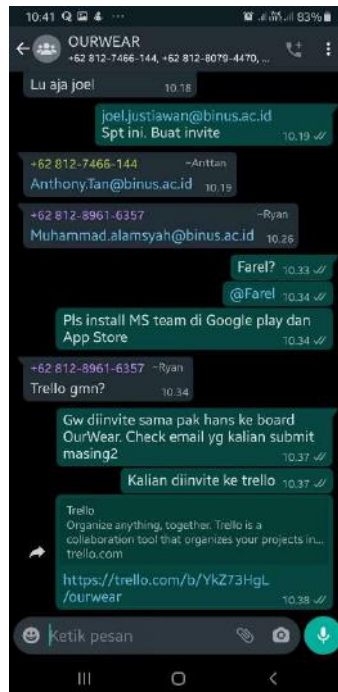 10:41
83%
OURWEAR
+62 812-7466-144, +62 812-8079-4470, ...
Lu aja joel
10.18
joel.justiawan@binus.ac.id
Spt ini. Buat invite
10.19
+62 812-7466-144 ~Anttan
Anthony.Tan@binus.ac.id 10.19
+62 812-8961-6357 ~Ryan
Muhammad.alamsyah@binus.ac.id 10.26
Farel? 10.33
@Farel 10.34
Pls install MS team di Google play dan
App Store
10.34
+62 812-8961-6357 ~Ryan
Trello gmn?
10.34
Gw diinvite sama pak hans ke board
OurWear. Check email yg kalian submit
masing2
10.37
Kalian diinvite ke trello 10.37
Trello
Organize anything, together. Trello is a
collaboration tool that organizes your projects in...
trello.com
https://trello.com/b/YkZ73HgL
/ourwear
10.38
Ketik pesan